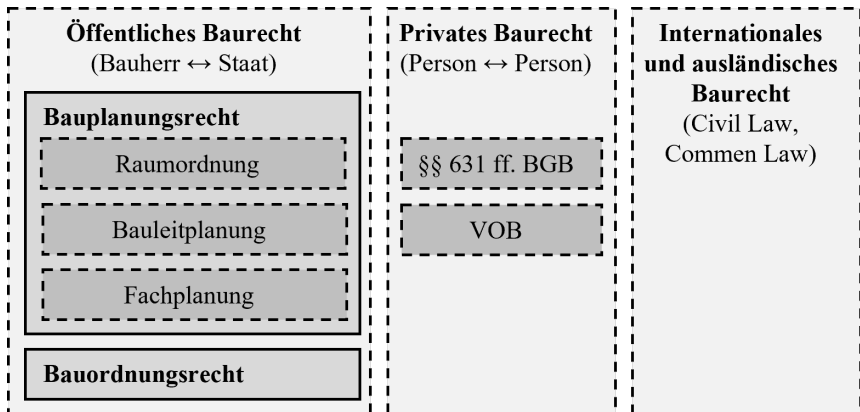 Öffentliches Baurecht
(Bauherr ↔ Staat)
Bauplanungsrecht
Raumordnung
Bauleitplanung
Fachplanung
Bauordnungsrecht
Privates Baurecht
(Person ↔ Person)
§§ 631 ff. BGB
VOB
Internationales
und ausländisches
Baurecht
(Civil Law,
Commen Law)